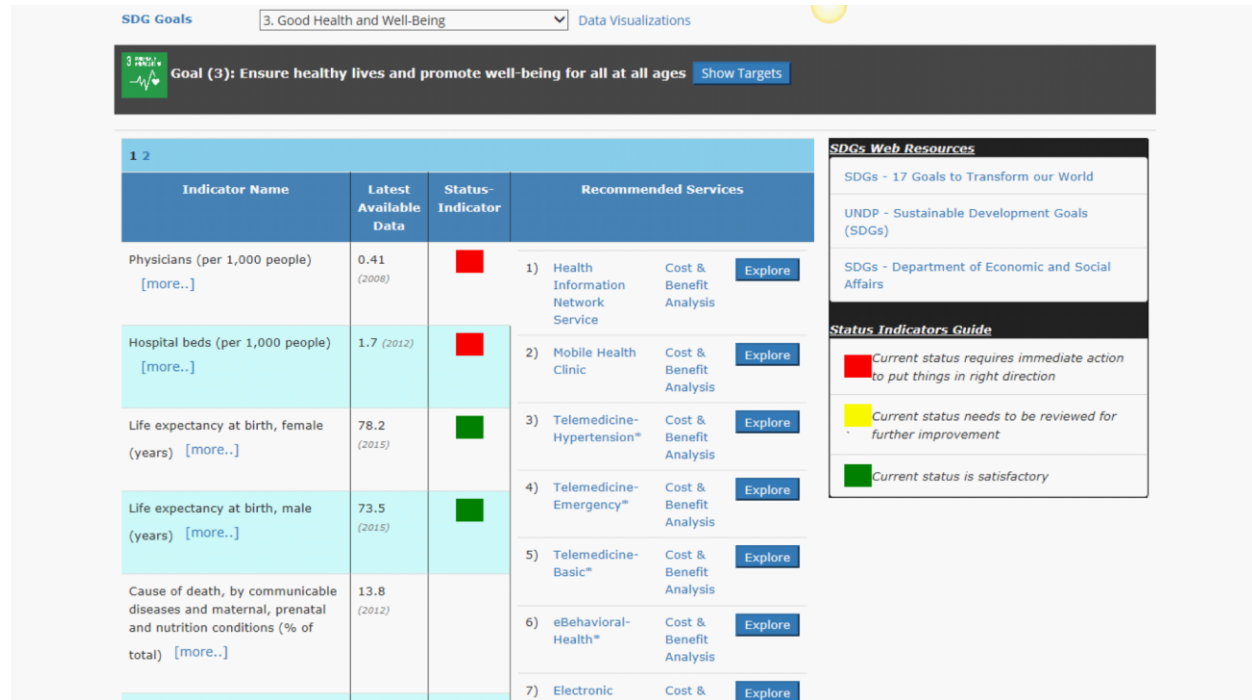 SDG Goals 3. Good Health and Well-Being Data Visualizations
3
Goal (3): Ensure healthy lives and promote well-being for all at all ages Show Targets
1 2
Indicator Name
Latest
Available
Data
Status-
Indicator
Recommended Services
Physicians (per 1,000 people)
[more..]
0.41
(2008)
Hospital beds (per 1,000 people)
[more..]
1.7 (2012)
Life expectancy at birth, female
(years) [more..]
78.2
(2015)
Life expectancy at birth, male
(years) [more..]
73.5
(2015)
Cause of death, by communicable
diseases and maternal, prenatal
and nutrition conditions (% of
total) [more..]
13.8
(2012)
1) Health
Information
Network
Service
Cost &
Benefit
Analysis
Explore
2) Mobile Health
Clinic
Cost &
Benefit
Analysis
Explore
3) Telemedicine-
Hypertension*
Cost &
Benefit
Analysis
Explore
4) Telemedicine-
Emergency*
Cost &
Benefit
Analysis
Explore
5) Telemedicine-
Basic*
Cost &
Benefit
Analysis
Explore
6) eBehavioral-
Health*
Cost &
Benefit
Analysis
Explore
7) Electronic
Cost &
Explore
SDGs Web Resources
SDGs - 17 Goals to Transform our World
UNDP - Sustainable Development Goals
(SDGs)
SDGs - Department of Economic and Social
Affairs
Status Indicators Guide
Current status requires immediate action
to put things in right direction
Current status needs to be reviewed for
further improvement
Current status is satisfactory